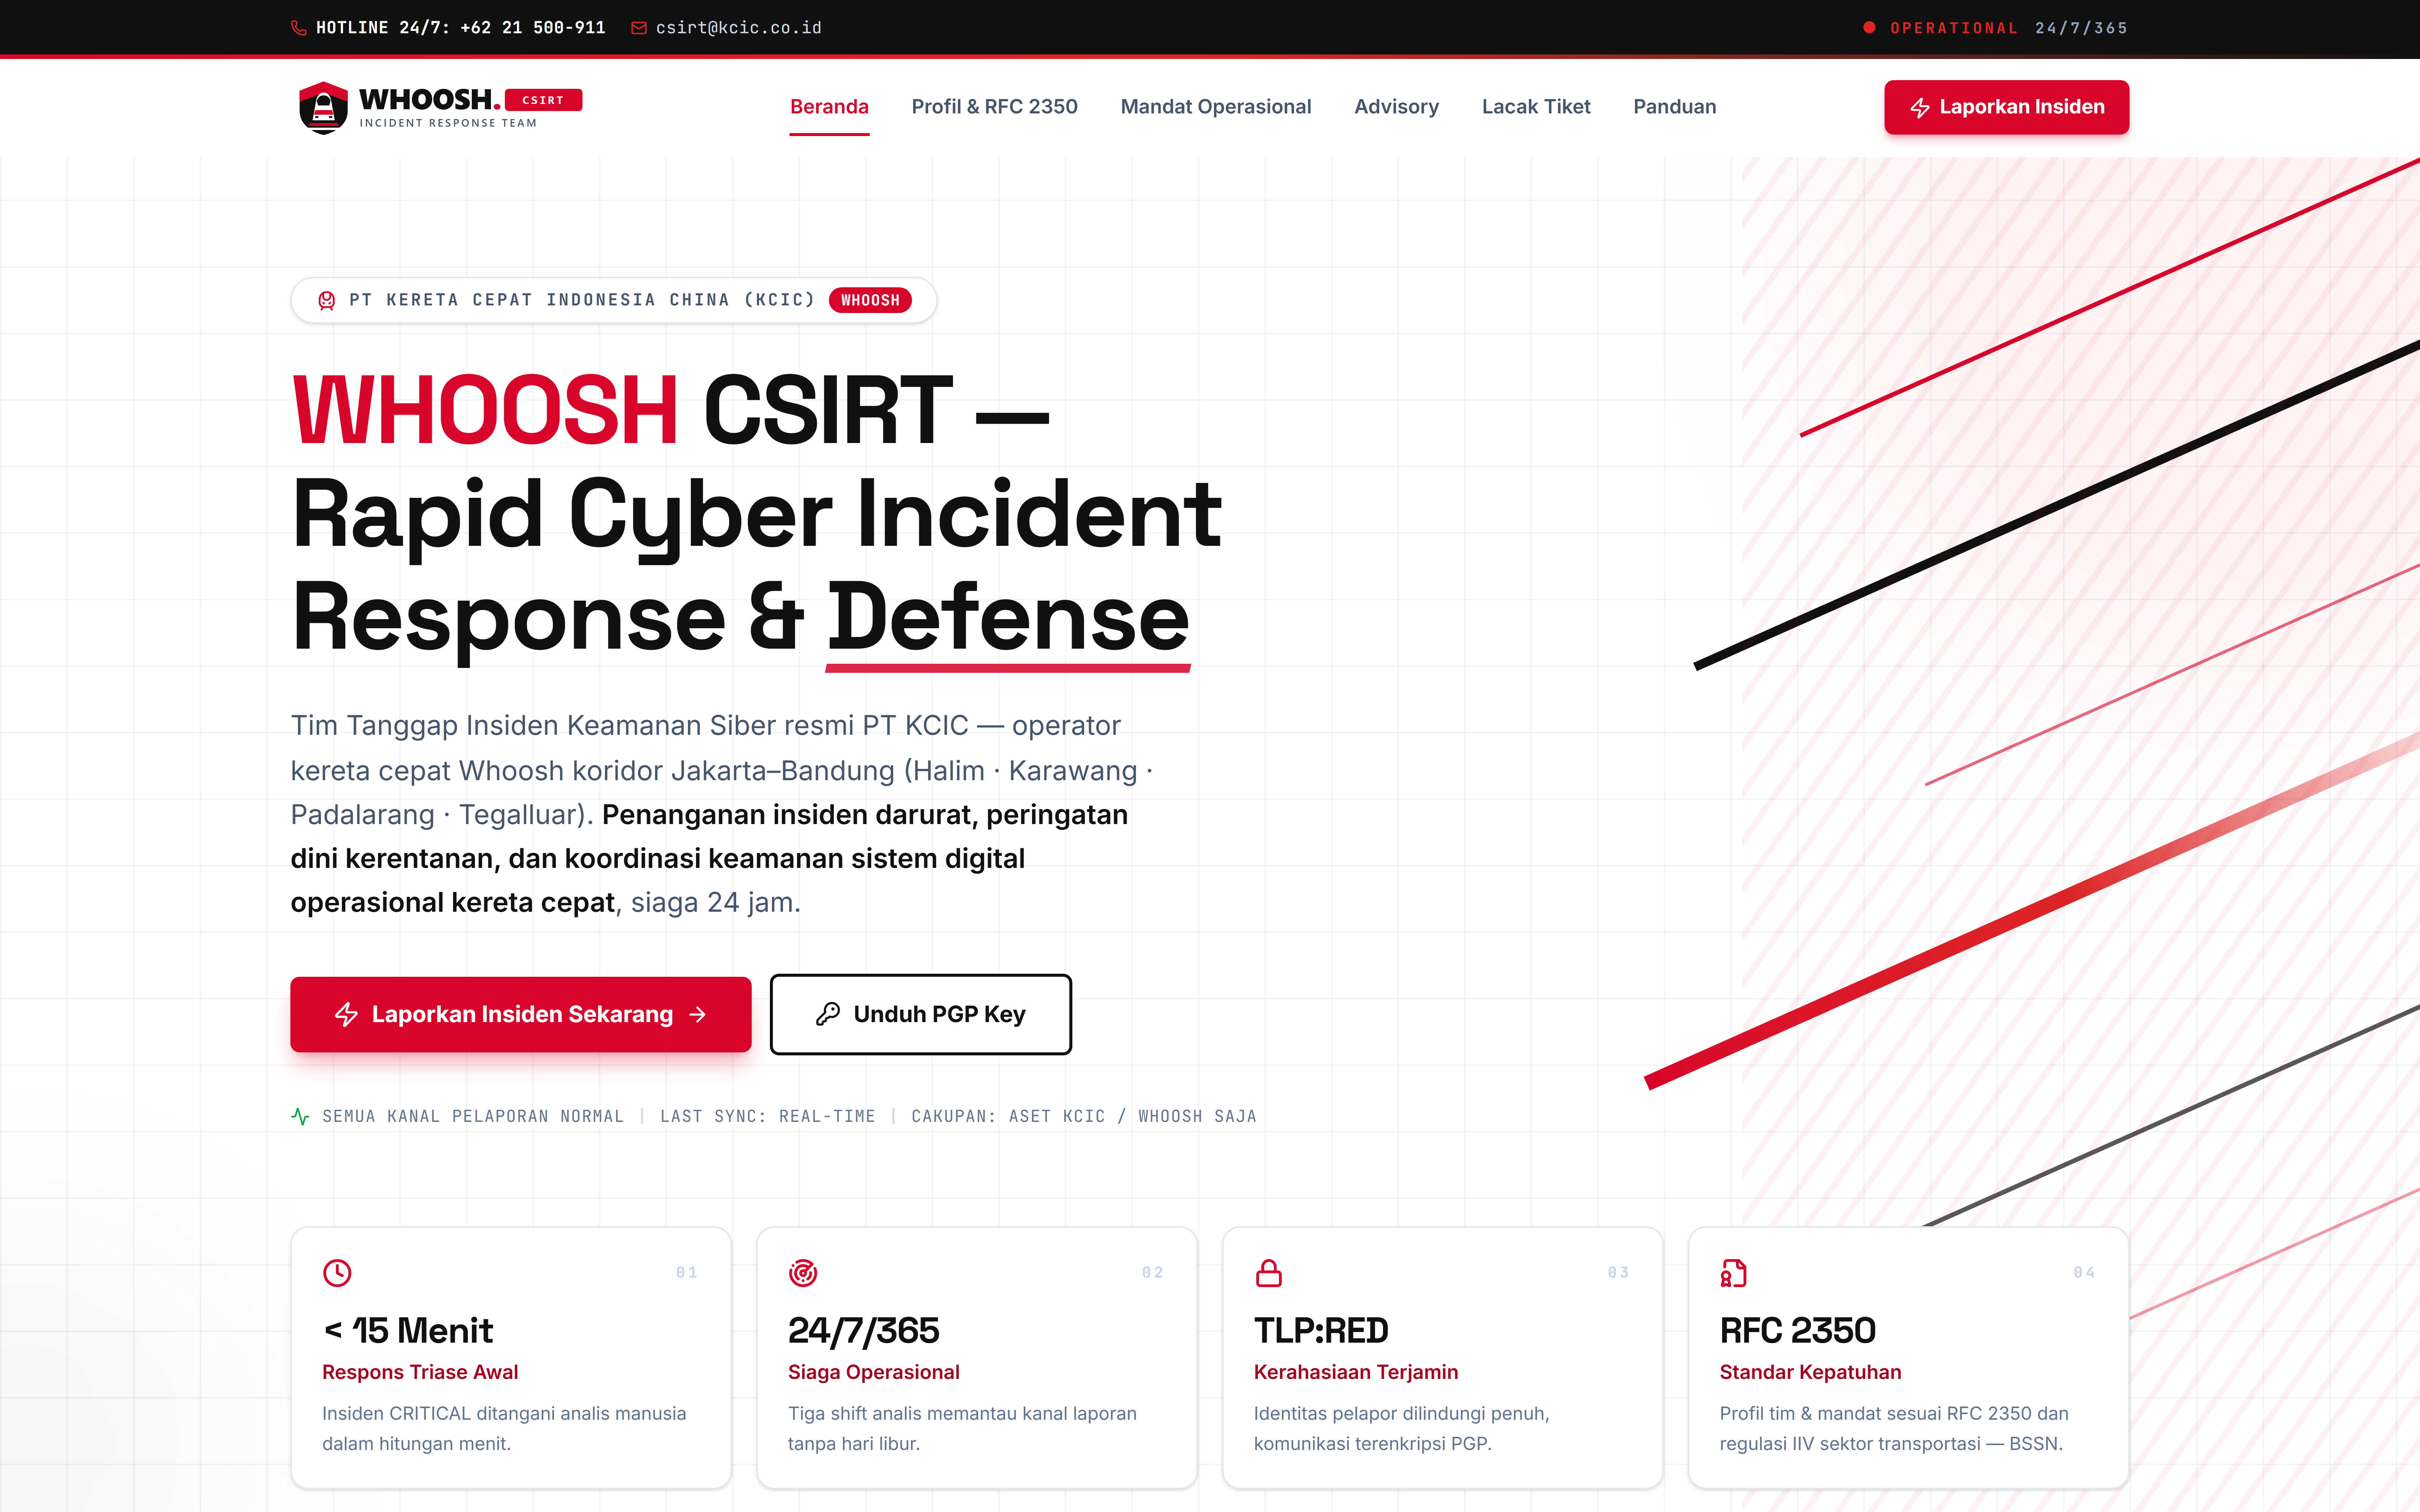 HOTLINE 24/7: +62 21 500-911
csirt@kcic.co.id
OPERATIONAL 24/7/365
WHOOSH. CSIRT
INCIDENT RESPONSE TEAM
Beranda
Profil & RFC 2350
Mandat Operasional
Advisory
Lacak Tiket
Panduan
Laporkan Insiden
PT KERETA CEPAT INDONESIA CHINA (KCIC) WHOOSH
WHOOSH CSIRT —
Rapid Cyber Incident
Response & Defense
Tim Tanggap Insiden Keamanan Siber resmi PT KCIC — operator
kereta cepat Whoosh koridor Jakarta–Bandung (Halim · Karawang ·
Padalarang · Tegalluar). Penanganan insiden darurat, peringatan
dini kerentanan, dan koordinasi keamanan sistem digital
operasional kereta cepat, siaga 24 jam.
Laporkan Insiden Sekarang →
Unduh PGP Key
SEMUA KANAL PELAPORAN NORMAL | LAST SYNC: REAL-TIME | CAKUPAN: ASET KCIC / WHOOSH SAJA
01
< 15 Menit
Respons Triase Awal
Insiden CRITICAL ditangani analis manusia
dalam hitungan menit.
02
24/7/365
Siaga Operasional
Tiga shift analis memantau kanal laporan
tanpa hari libur.
03
TLP:RED
Kerahasiaan Terjamin
Identitas pelapor dilindungi penuh,
komunikasi terenkripsi PGP.
04
RFC 2350
Standar Kepatuhan
Profil tim & mandat sesuai RFC 2350 dan
regulasi IIV sektor transportasi — BSSN.